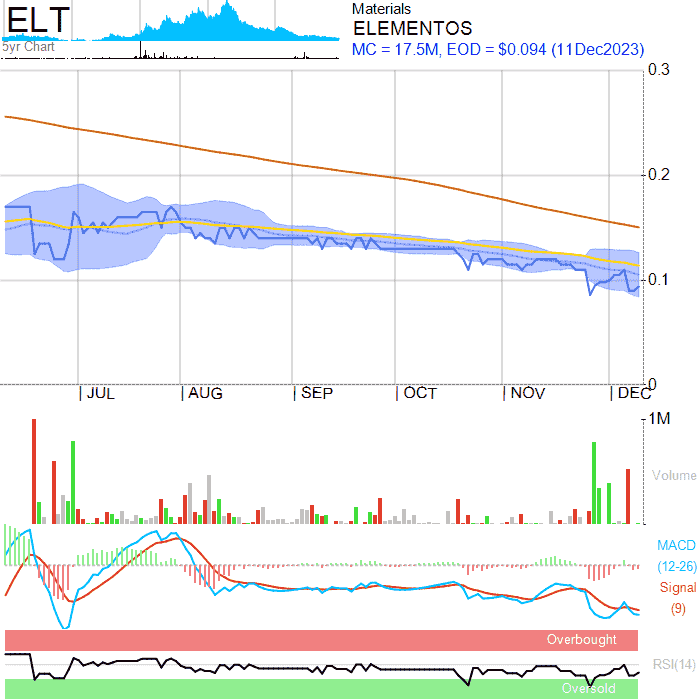 ELT
5yr Chart
Materials
ELEMENTOS
MC = 17.5M, EOD = $0.094 (11Dec2023)
0.3
0.2
0.1
0
JUL
AUG
SEP
OCT
NOV
DEC
1M
Volume
MACD
(12-26)
Signal
(9)
Overbought
RSI(14)
Oversold